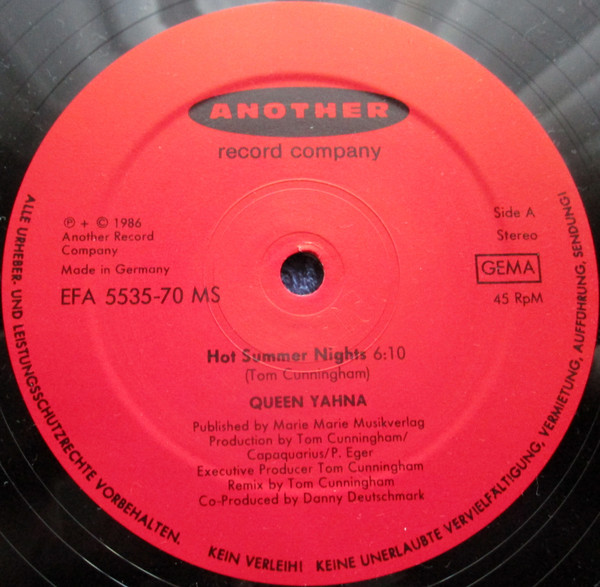 ANOTHER
record company
℗ + © 1986
Another Record
Company
Made in Germany
EFA 5535-70 MS
Side A
Stereo
GEMA
45 RpM
Hot Summer Nights 6:10
(Tom Cunningham)
QUEEN YAHNA
Published by Marie Marie Musikverlag
Production by Tom Cunningham/
Capaquarius/P. Eger
Executive Producer Tom Cunningham
Remix by Tom Cunningham
Co-Produced by Danny Deutschmark
ALLE URHEBER- UND LEISTUNGSSCHUTZRECHTE VORBEHALTEN. KEIN VERLEIH! KEINE UNERLAUBTE VERVIELFÄLTIGUNG, VERMIETUNG, AUFFÜHRUNG, SENDUNG!